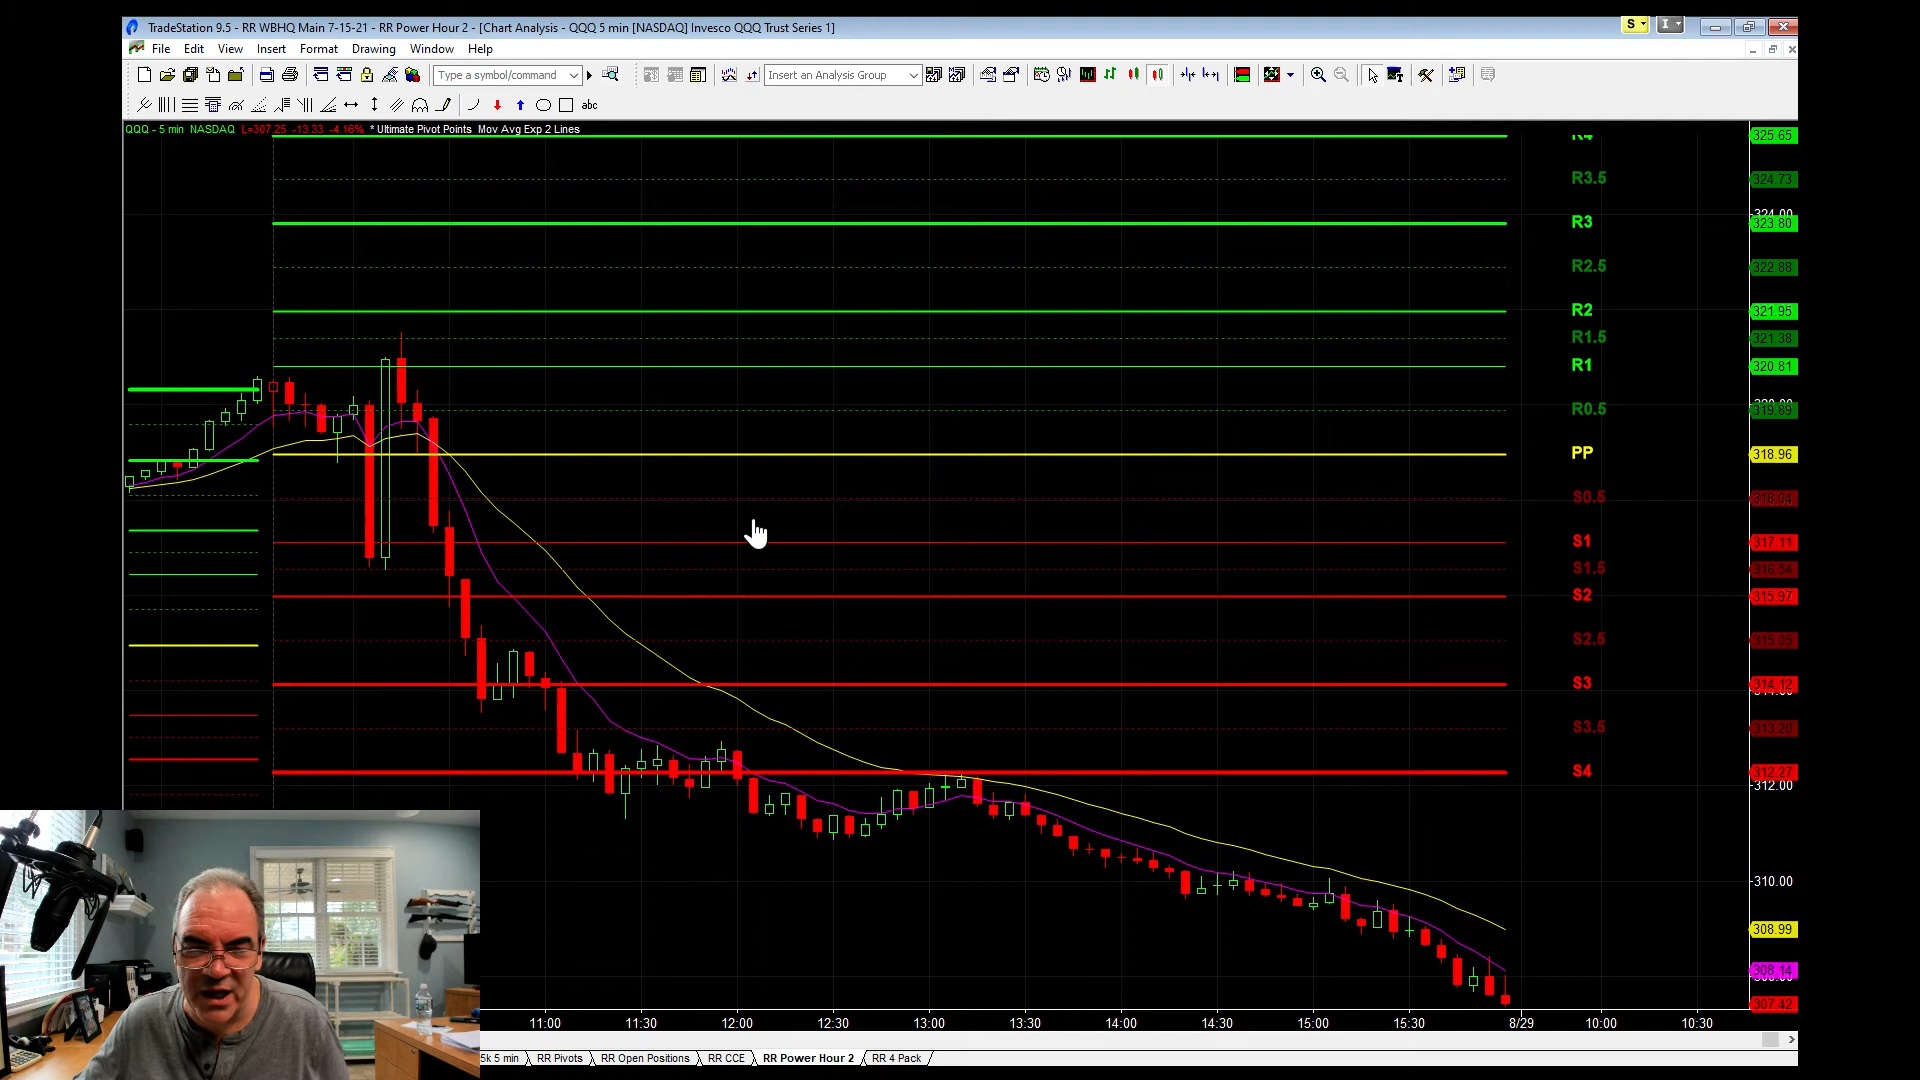 TradeStation 9.5 - RR WBHQ Main 7-15-21 - RR Power Hour 2 - [Chart Analysis - QQQ 5 min [NASDAQ] Invesco QQQ Trust Series 1]
S
I
File Edit View Insert Format Drawing Window Help
Type a symbol/command
Insert an Analysis Group
abc
QQQ - 5 min NASDAQ L=307.25 -13.33 -4.16% * Ultimate Pivot Points Mov Avg Exp 2 Lines
R4 325.65
R3.5 324.73
324.00
R3 323.80
R2.5 322.88
R2 321.95
R1.5 321.38
R1 320.81
R0.5 319.89
PP 318.96
S0.5 318.04
S1 317.11
S1.5 316.54
S2 315.97
S2.5 315.05
S3 314.12
S3.5 313.20
S4 312.27
312.00
310.00
308.99
308.14
307.42
11:00 11:30 12:00 12:30 13:00 13:30 14:00 14:30 15:00 15:30 8/29 10:00 10:30
5k 5 min RR Pivots RR Open Positions RR CCE RR Power Hour 2 RR 4 Pack